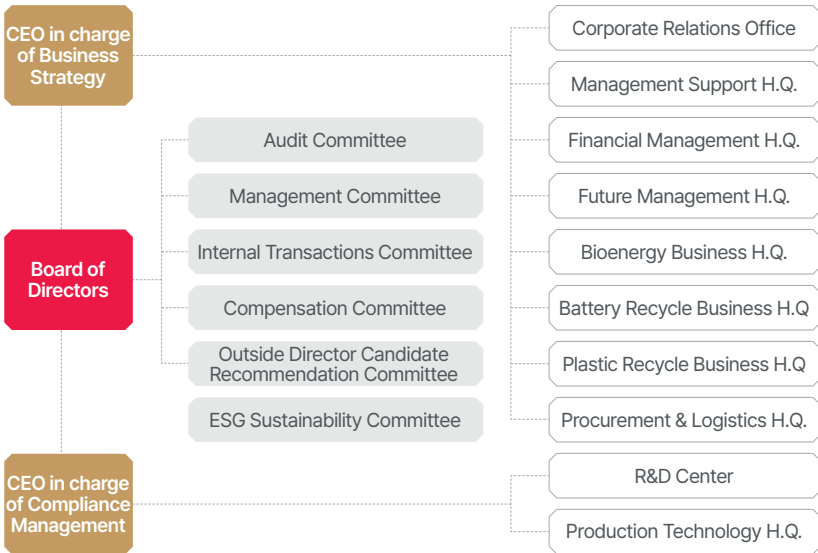 CEO in charge
of Business
Strategy
Board of
Directors
CEO in charge
of Compliance
Management
Audit Committee
Management Committee
Internal Transactions Committee
Compensation Committee
Outside Director Candidate
Recommendation Committee
ESG Sustainability Committee
Corporate Relations Office
Management Support H.Q.
Financial Management H.Q.
Future Management H.Q.
Bioenergy Business H.Q.
Battery Recycle Business H.Q
Plastic Recycle Business H.Q
Procurement & Logistics H.Q.
R&D Center
Production Technology H.Q.